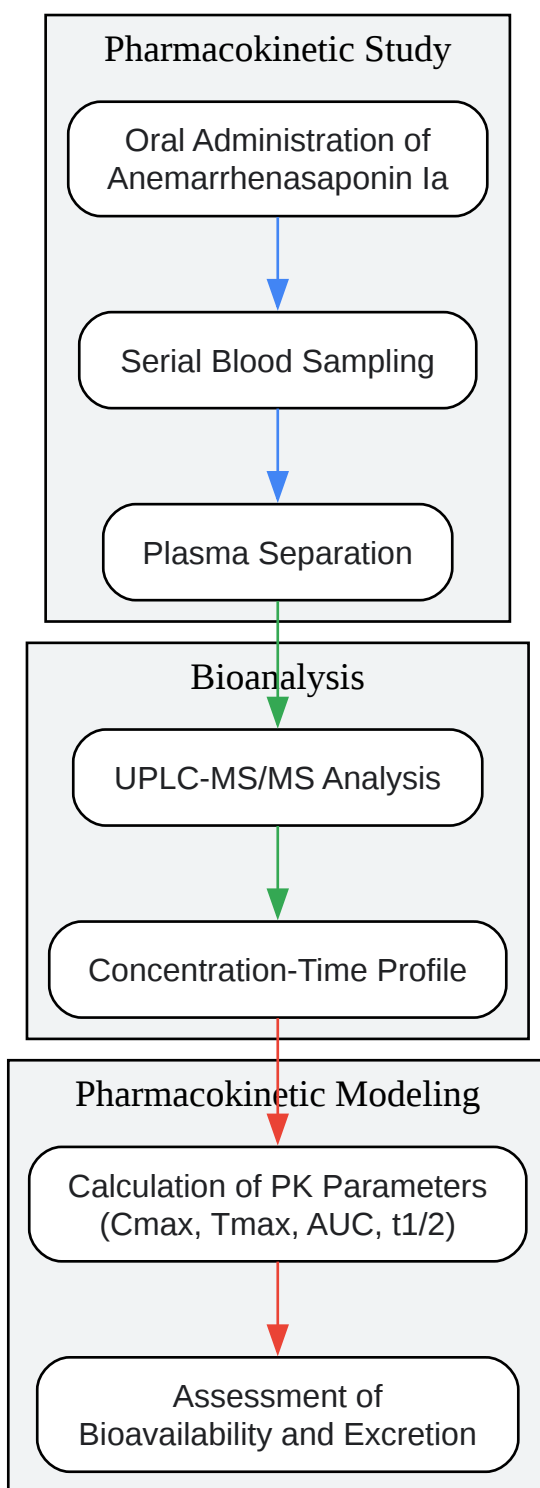 Pharmacokinetic Study
Oral Administration of
Anemarrhenasaponin Ia
Serial Blood Sampling
Plasma Separation
Bioanalysis
UPLC-MS/MS Analysis
Concentration-Time Profile
Pharmacokinetic Modeling
Calculation of PK Parameters
(Cmax, Tmax, AUC, t1/2)
Assessment of
Bioavailability and Excretion